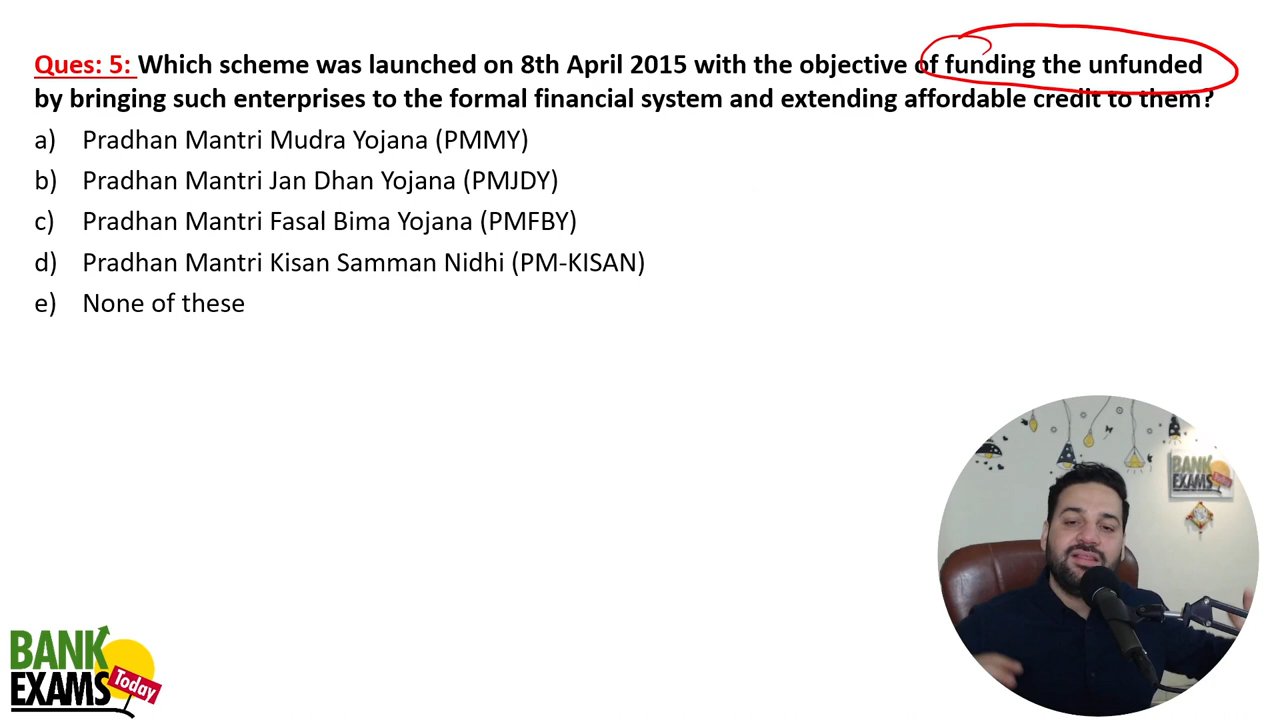 Ques: 5: Which scheme was launched on 8th April 2015 with the objective of funding the unfunded
by bringing such enterprises to the formal financial system and extending affordable credit to them?
a) Pradhan Mantri Mudra Yojana (PMMY)
b) Pradhan Mantri Jan Dhan Yojana (PMJDY)
c) Pradhan Mantri Fasal Bima Yojana (PMFBY)
d) Pradhan Mantri Kisan Samman Nidhi (PM-KISAN)
e) None of these
BANK
EXAMS
Today
BANK
EXAMS
Today